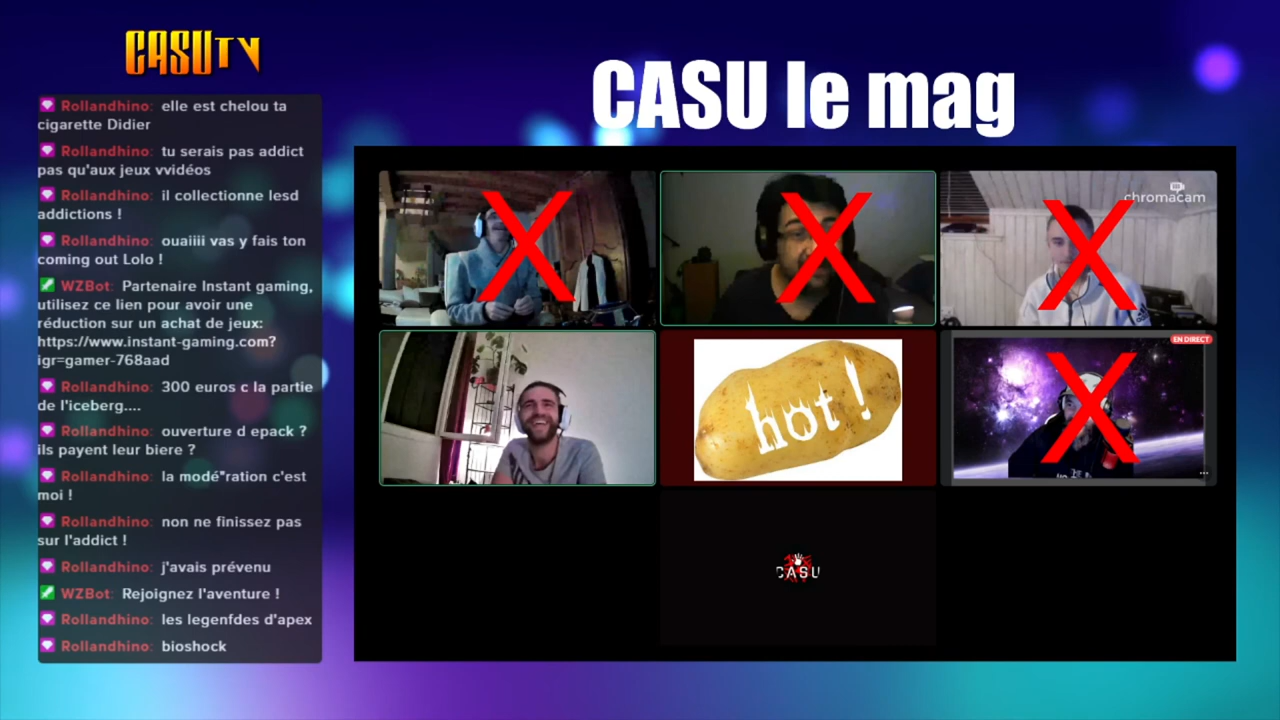 CASUTV
CASU le mag
Rollandhino: elle est chelou ta
cigarette Didier
Rollandhino: tu serais pas addict
pas qu'aux jeux vvidéos
Rollandhino: il collectionne lesd
addictions !
Rollandhino: ouaiiii vas y fais ton
coming out Lolo !
WZBot: Partenaire Instant gaming,
utilisez ce lien pour avoir une
réduction sur un achat de jeux:
https://www.instant-gaming.com?
igr=gamer-768aad
Rollandhino: 300 euros c la partie
de l'iceberg....
Rollandhino: ouverture d epack ?
ils payent leur biere ?
Rollandhino: la modé"ration c'est
moi !
Rollandhino: non ne finissez pas
sur l'addict !
Rollandhino: j'avais prévenu
WZBot: Rejoignez l'aventure !
Rollandhino: les legenfdes d'apex
Rollandhino: bioshock
chromacam
hot !
EN DIRECT
CASU